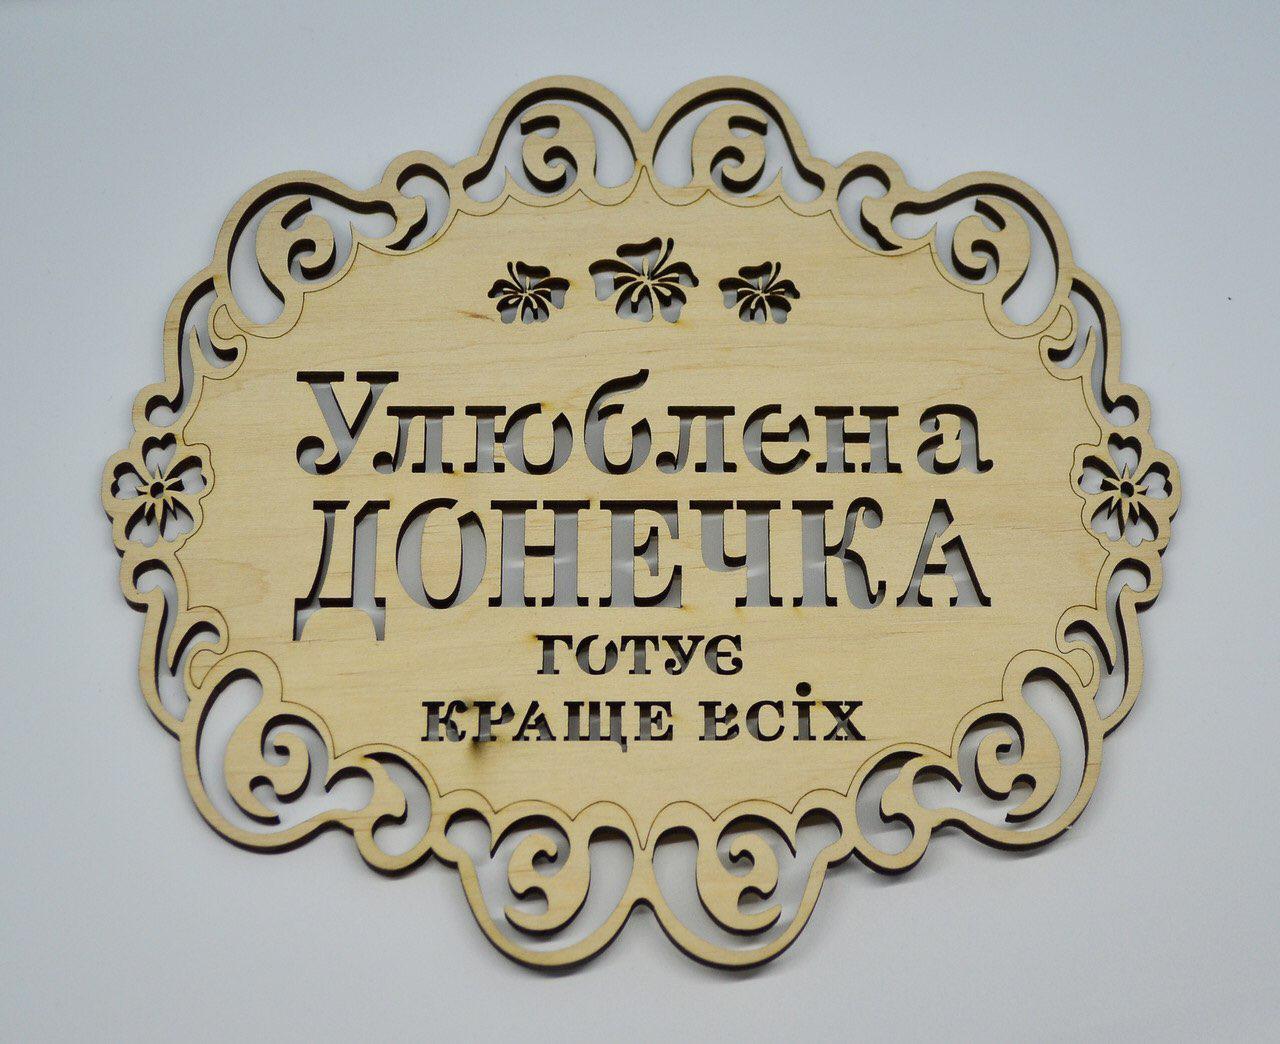 Улюблена
ДОНЕЧКА
готує
краще всіх